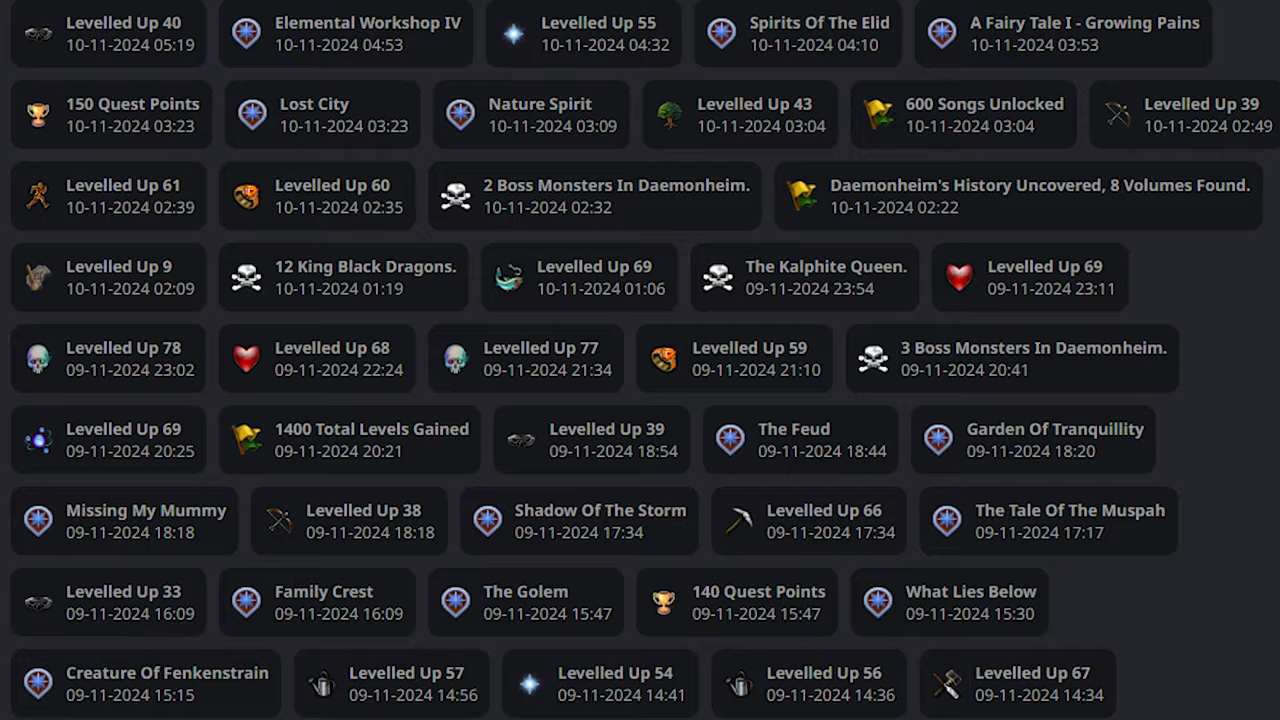 Levelled Up 40
10-11-2024 05:19
Elemental Workshop IV
10-11-2024 04:53
Levelled Up 55
10-11-2024 04:32
Spirits Of The Elid
10-11-2024 04:10
A Fairy Tale I - Growing Pains
10-11-2024 03:53
150 Quest Points
10-11-2024 03:23
Lost City
10-11-2024 03:23
Nature Spirit
10-11-2024 03:09
Levelled Up 43
10-11-2024 03:04
600 Songs Unlocked
10-11-2024 03:04
Levelled Up 39
10-11-2024 02:49
Levelled Up 61
10-11-2024 02:39
Levelled Up 60
10-11-2024 02:35
2 Boss Monsters In Daemonheim.
10-11-2024 02:32
Daemonheim's History Uncovered, 8 Volumes Found.
10-11-2024 02:22
Levelled Up 9
10-11-2024 02:09
12 King Black Dragons.
10-11-2024 01:19
Levelled Up 69
10-11-2024 01:06
The Kalphite Queen.
09-11-2024 23:54
Levelled Up 69
09-11-2024 23:11
Levelled Up 78
09-11-2024 23:02
Levelled Up 68
09-11-2024 22:24
Levelled Up 77
09-11-2024 21:34
Levelled Up 59
09-11-2024 21:10
3 Boss Monsters In Daemonheim.
09-11-2024 20:41
Levelled Up 69
09-11-2024 20:25
1400 Total Levels Gained
09-11-2024 20:21
Levelled Up 39
09-11-2024 18:54
The Feud
09-11-2024 18:44
Garden Of Tranquillity
09-11-2024 18:20
Missing My Mummy
09-11-2024 18:18
Levelled Up 38
09-11-2024 18:18
Shadow Of The Storm
09-11-2024 17:34
Levelled Up 66
09-11-2024 17:34
The Tale Of The Muspah
09-11-2024 17:17
Levelled Up 33
09-11-2024 16:09
Family Crest
09-11-2024 16:09
The Golem
09-11-2024 15:47
140 Quest Points
09-11-2024 15:47
What Lies Below
09-11-2024 15:30
Creature Of Fenkenstrain
09-11-2024 15:15
Levelled Up 57
09-11-2024 14:56
Levelled Up 54
09-11-2024 14:41
Levelled Up 56
09-11-2024 14:36
Levelled Up 67
09-11-2024 14:34